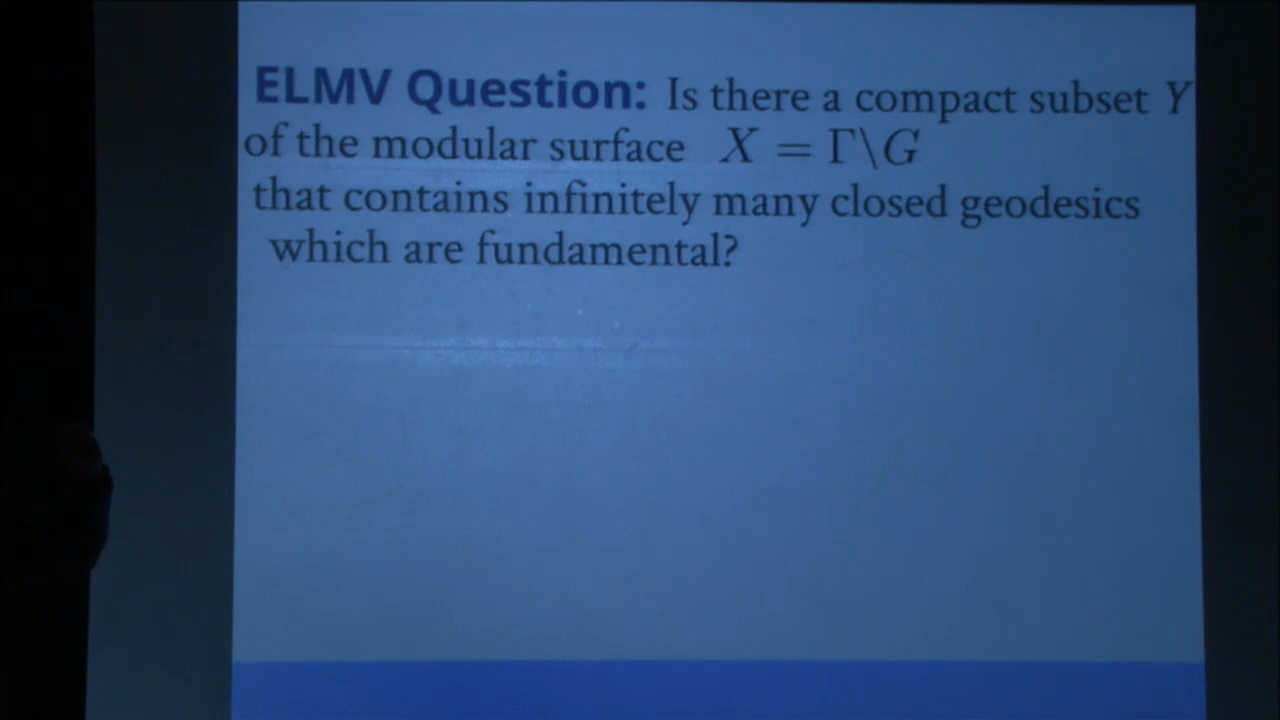 ELMV Question: Is there a compact subset Y
of the modular surface X = Γ\G
that contains infinitely many closed geodesics
which are fundamental?